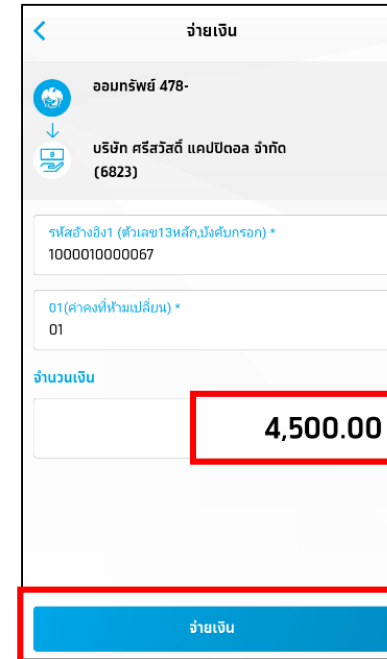 จ่ายเงิน
ออมทรัพย์ 478-
บริษัท ศรีสวัสดิ์ แคปปิตอล จำกัด
(6823)
รหัสอ้างอิง1 (ตัวเลข13หลัก,บังคับกรอก) *
1000010000067
01(ค่าคงที่ห้ามเปลี่ยน) *
01
จำนวนเงิน
4,500.00
จ่ายเงิน